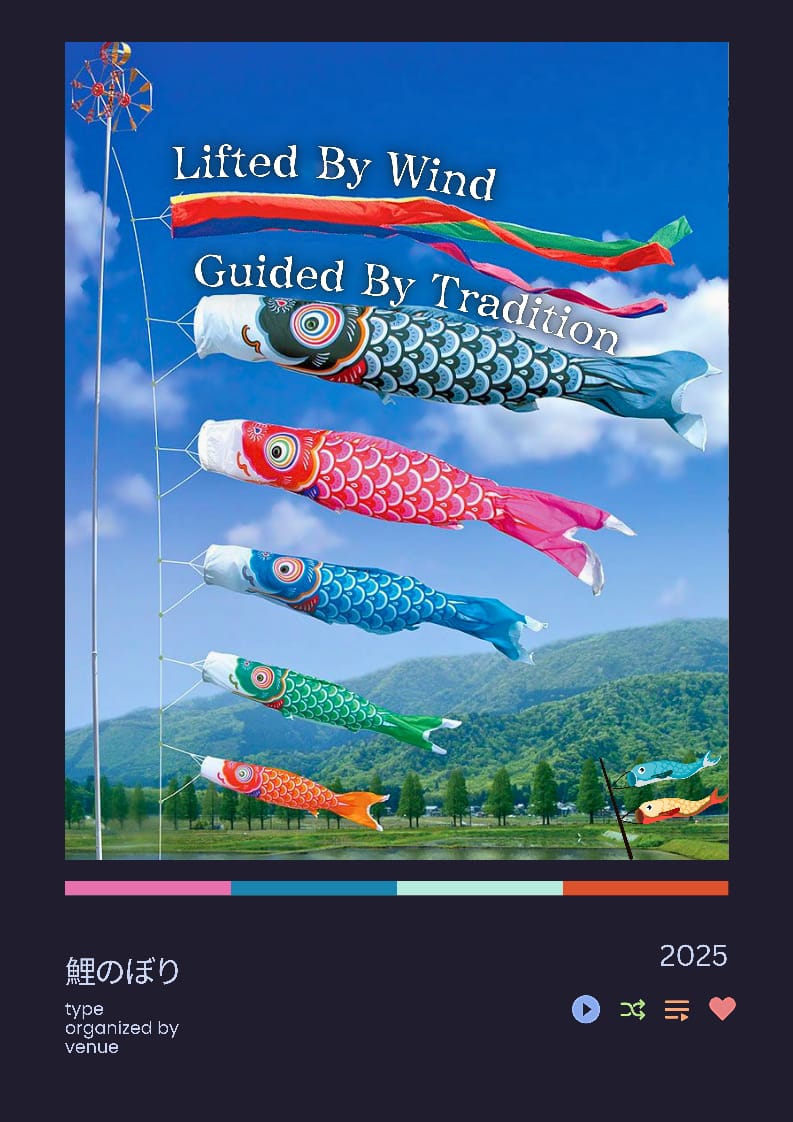 Lifted By Wind
Guided By Tradition
鯉のぼり
2025
type
organized by
venue